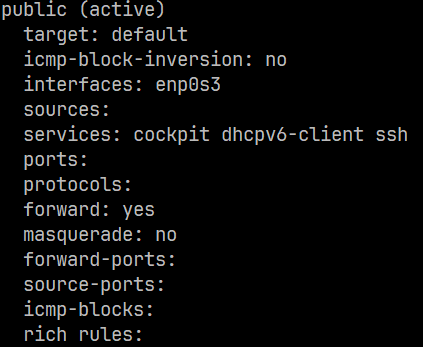 public (active)
  target: default
  icmp-block-inversion: no
  interfaces: enp0s3
  sources:
  services: cockpit dhcpv6-client ssh
  ports:
  protocols:
  forward: yes
  masquerade: no
  forward-ports:
  source-ports:
  icmp-blocks:
  rich rules: